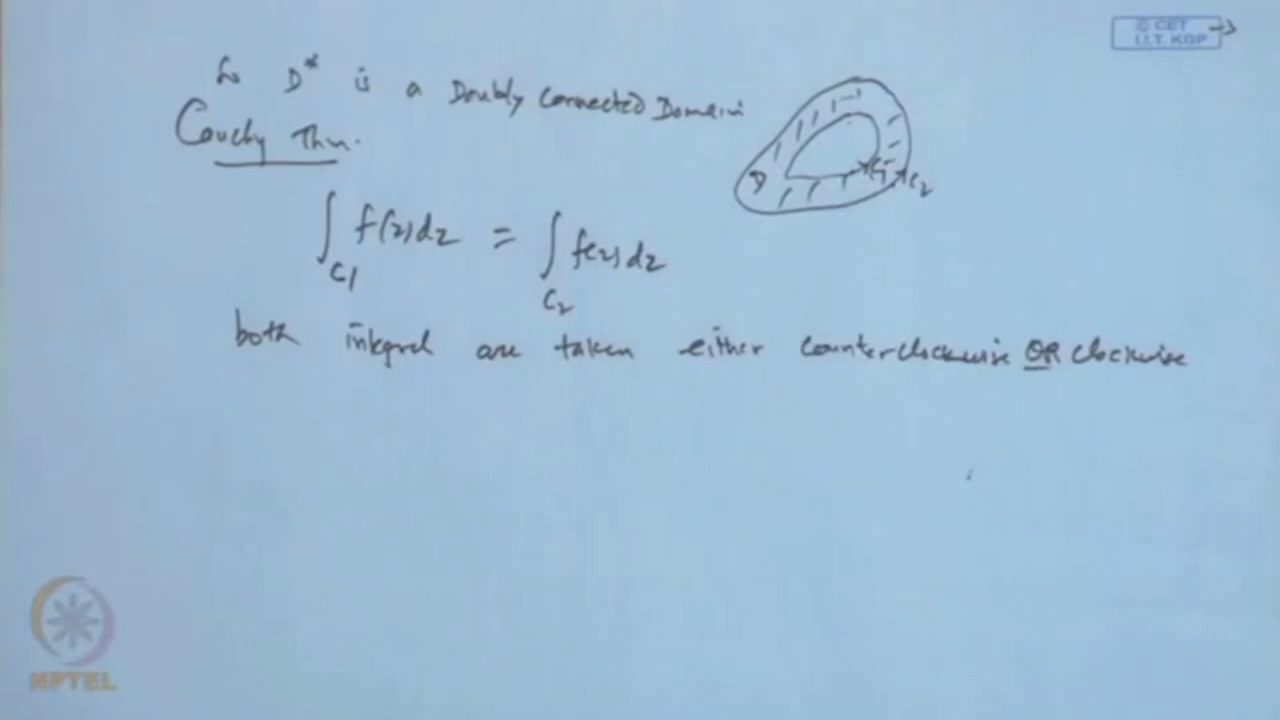 © CET
I.I.T. KGP
D* is a Doubly Connected Domain
Cauchy Thm.
D C1 C2
∫C1 f(z)dz = ∫C2 f(z)dz
both integral are taken either counterclockwise OR clockwise
NPTEL